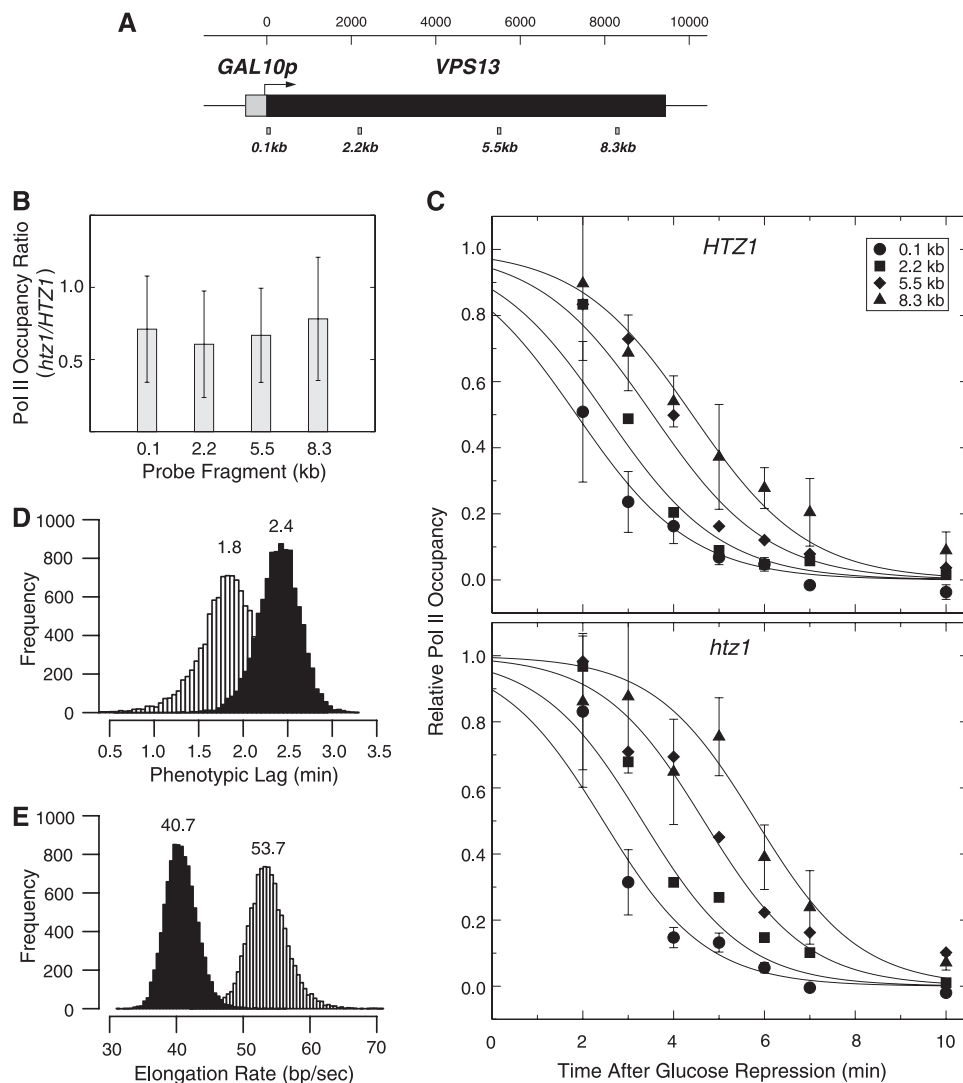 A
0 2000 4000 6000 8000 10000
GAL10p VPS13
0.1kb 2.2kb 5.5kb 8.3kb
B
Pol II Occupancy Ratio
(htz1/HTZ1)
1.0
0.5
0.1 2.2 5.5 8.3
Probe Fragment (kb)
C
HTZ1
0.1 kb
2.2 kb
5.5 kb
8.3 kb
1.0
0.8
0.6
0.4
0.2
0.0
htz1
1.0
0.8
0.6
0.4
0.2
0.0
Relative Pol II Occupancy
0 2 4 6 8 10
Time After Glucose Repression (min)
D
1000
800
600
400
200
0
Frequency
1.8 2.4
0.5 1.0 1.5 2.0 2.5 3.0 3.5
Phenotypic Lag (min)
E
1000
800
600
400
200
0
Frequency
40.7 53.7
30 40 50 60 70
Elongation Rate (bp/sec)